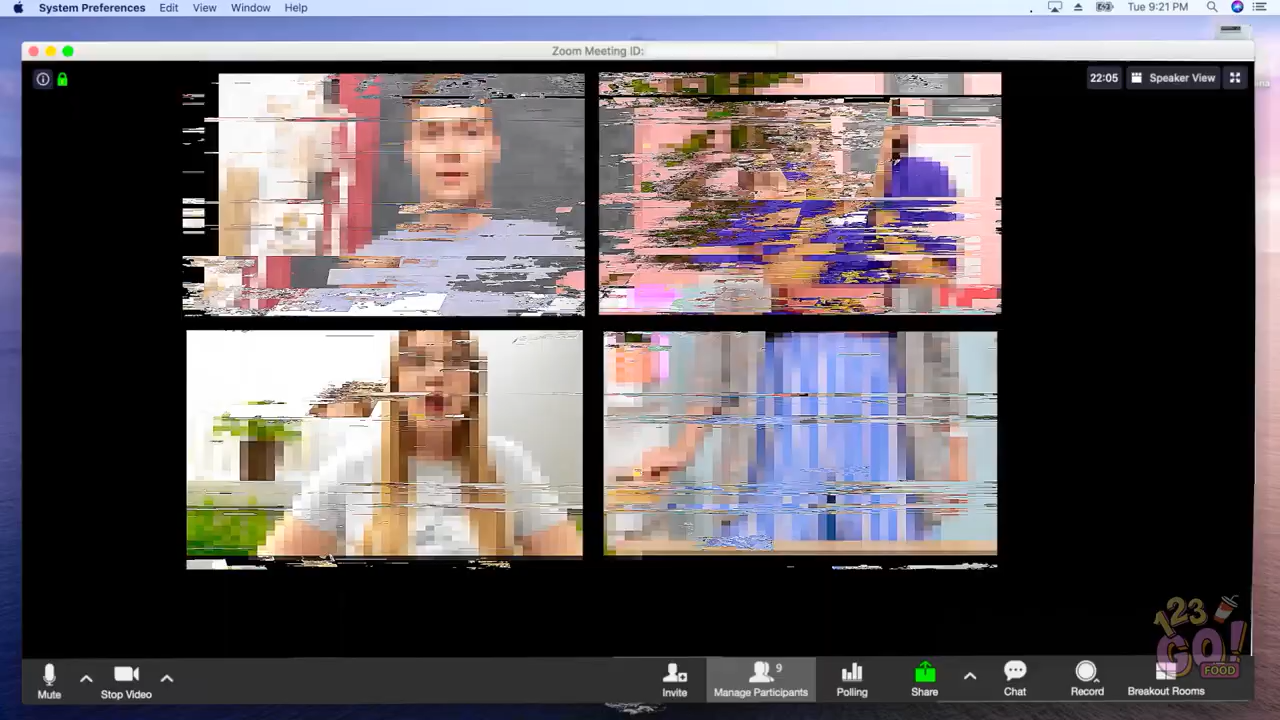 System Preferences Edit View Window Help Tue 9:21 PM
Zoom Meeting ID:
22:05 Speaker View
123
GO!
FOOD
9
Mute Stop Video Invite Manage Participants Polling Share Chat Record Breakout Rooms